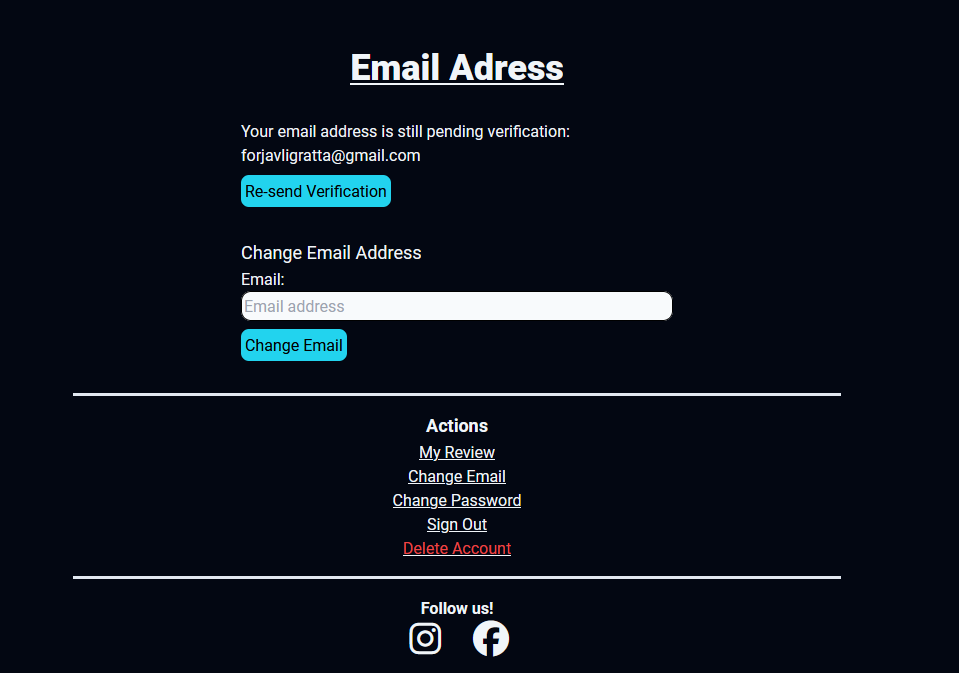 Email Adress
Your email address is still pending verification:
forjavligratta@gmail.com
Re-send Verification
Change Email Address
Email:
Email address
Change Email
Actions
My Review
Change Email
Change Password
Sign Out
Delete Account
Follow us!